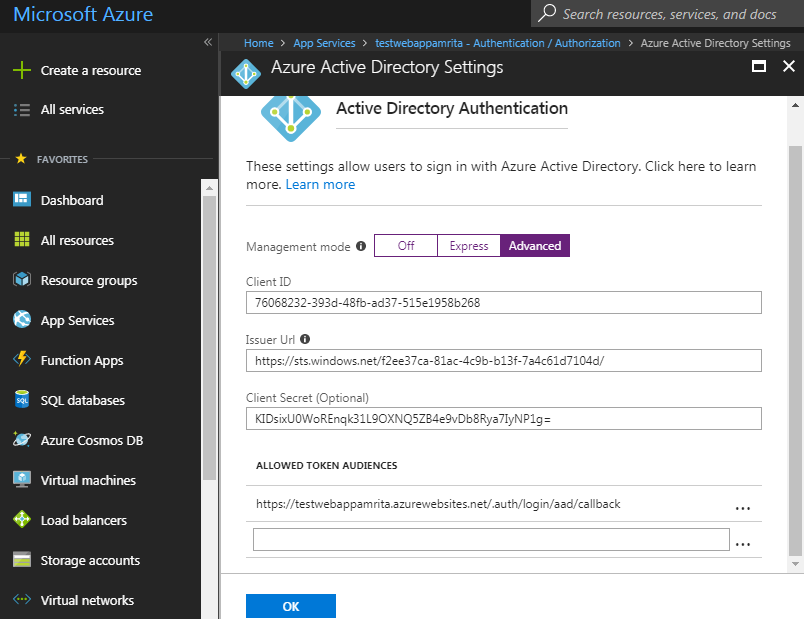 Microsoft Azure
Search resources, services, and docs
Home > App Services > testwebappamrita - Authentication / Authorization > Azure Active Directory Settings
Create a resource
All services
FAVORITES
Dashboard
All resources
Resource groups
App Services
Function Apps
SQL databases
Azure Cosmos DB
Virtual machines
Load balancers
Storage accounts
Virtual networks
Azure Active Directory Settings
Active Directory Authentication
These settings allow users to sign in with Azure Active Directory. Click here to learn
more. Learn more
Management mode Off Express Advanced
Client ID
76068232-393d-48fb-ad37-515e1958b268
Issuer Url
https://sts.windows.net/f2ee37ca-81ac-4c9b-b13f-7a4c61d7104d/
Client Secret (Optional)
KIDsixU0WoREnqk31L9OXNQ5ZB4e9vDb8Rya7IyNP1g=
ALLOWED TOKEN AUDIENCES
https://testwebappamrita.azurewebsites.net/.auth/login/aad/callback ...
...
OK